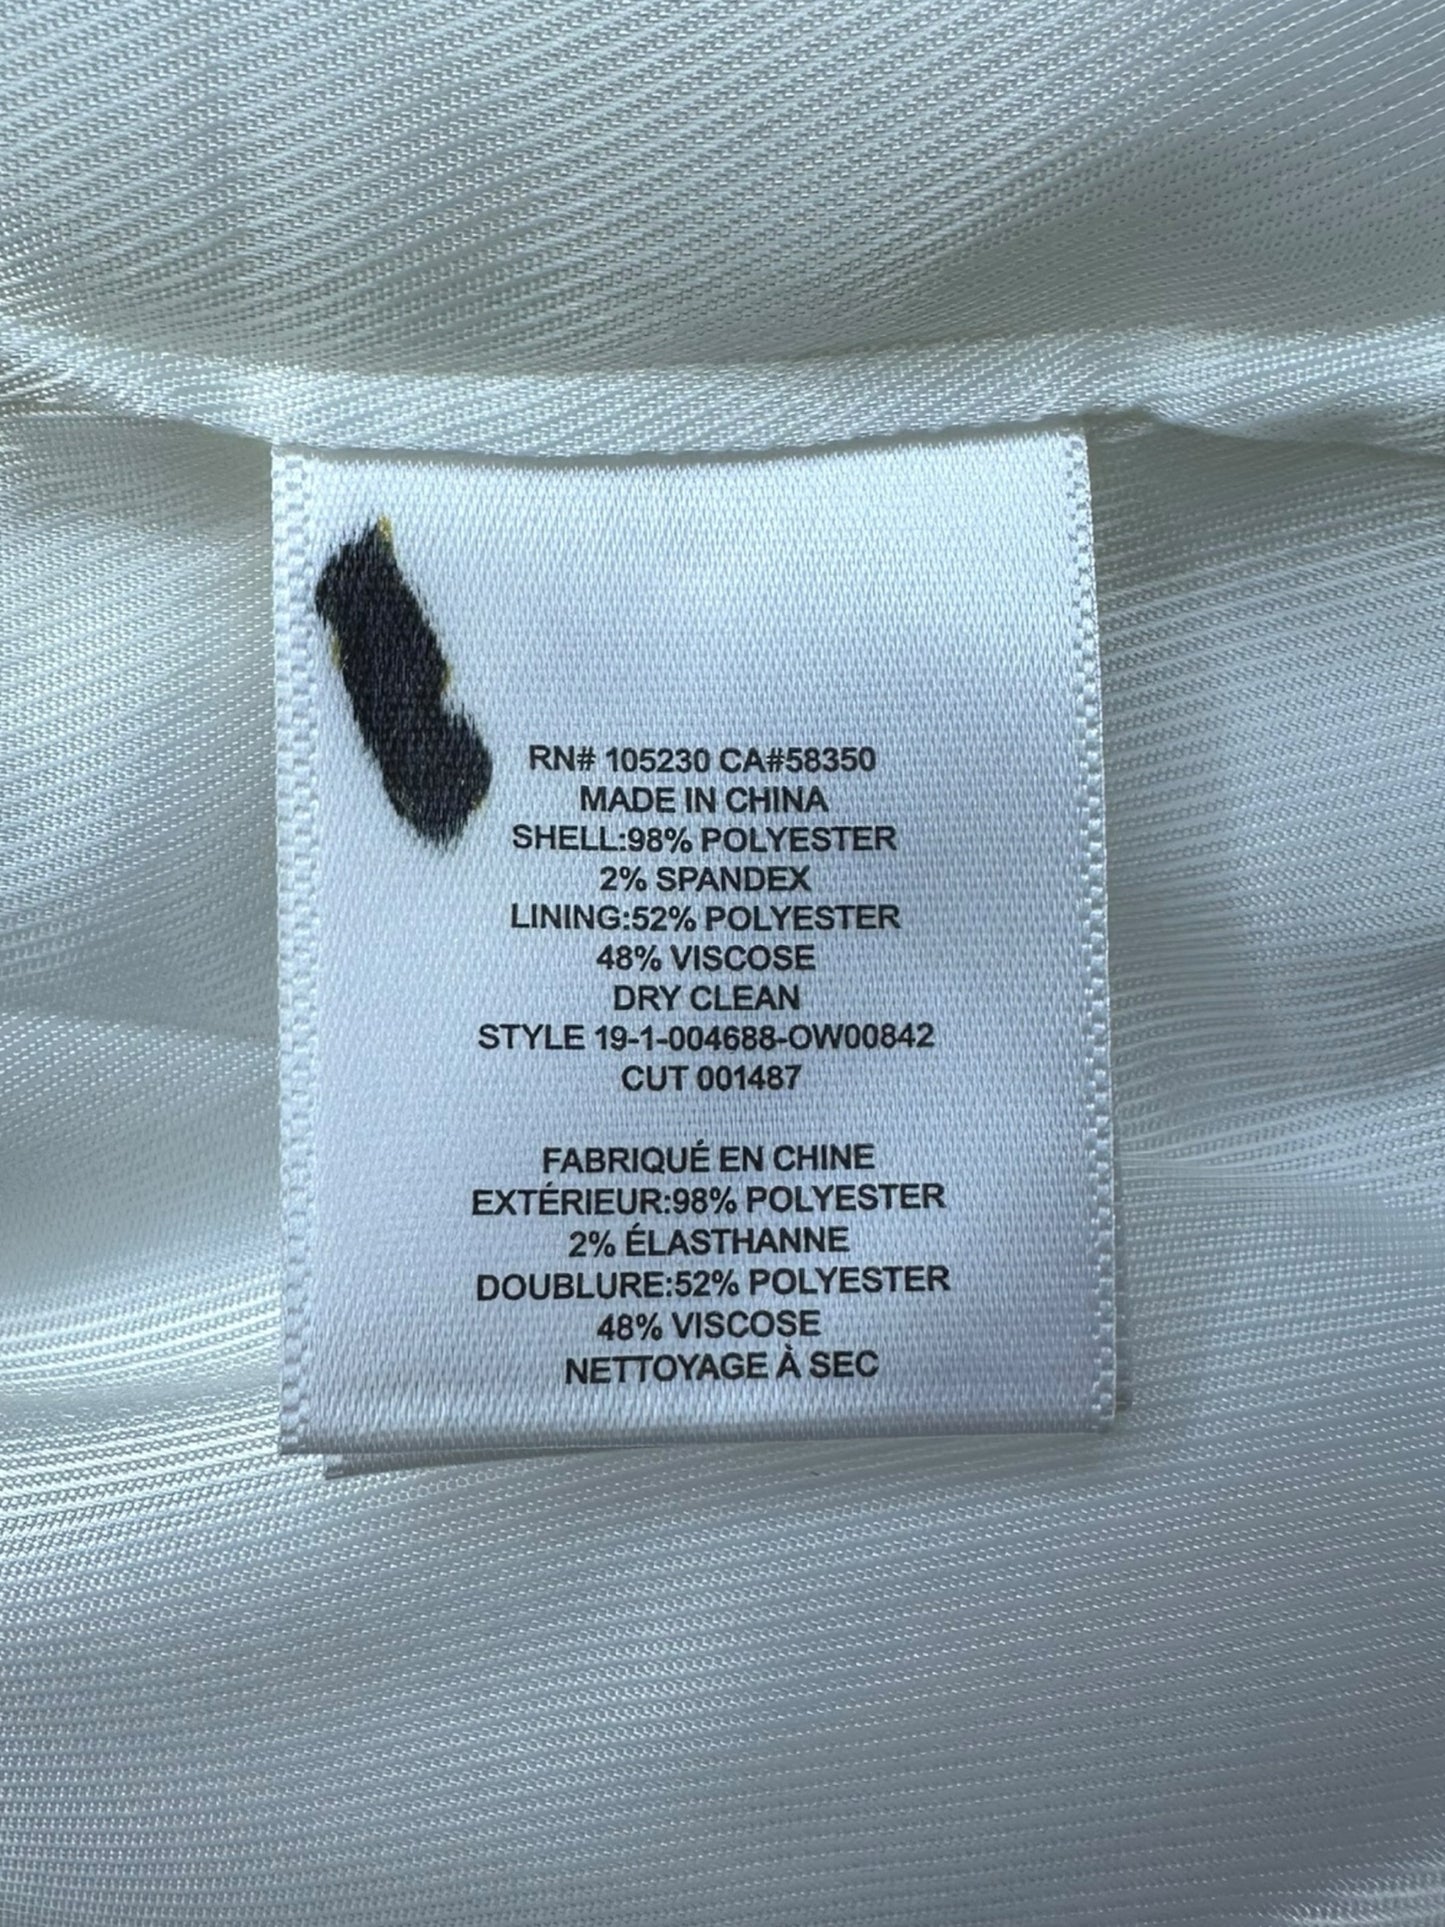 RN# 105230 CA#58350
MADE IN CHINA
SHELL:98% POLYESTER
2% SPANDEX
LINING:52% POLYESTER
48% VISCOSE
DRY CLEAN
STYLE 19-1-004688-OW00842
CUT 001487
FABRIQUÉ EN CHINE
EXTÉRIEUR:98% POLYESTER
2% ÉLASTHANNE
DOUBLURE:52% POLYESTER
48% VISCOSE
NETTOYAGE À SEC